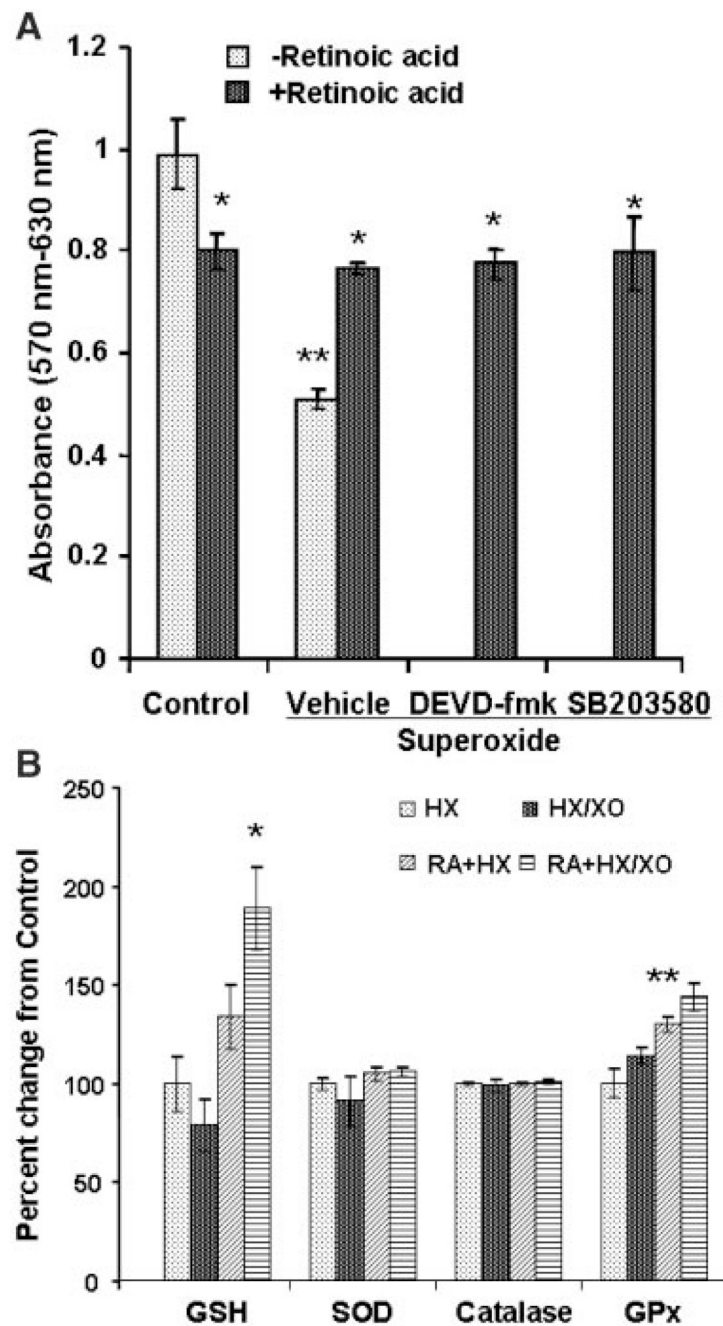 A
1.2
-Retinoic acid
+Retinoic acid
1
*
*
*
*
0.8
**
0.6
0.4
0.2
0
Absorbance (570 nm-630 nm)
Control Vehicle DEVD-fmk SB203580
Superoxide
B
250
HX HX/XO
*
RA+HX RA+HX/XO
200
150
**
100
50
0
Percent change from Control
GSH SOD Catalase GPx